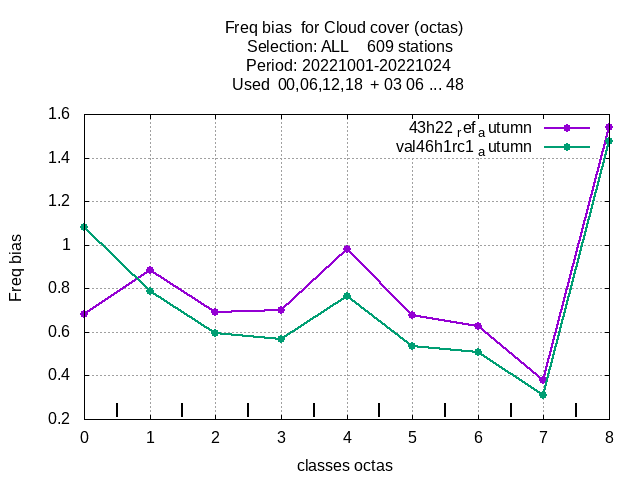 Freq bias  for Cloud cover (octas)
Selection: ALL    609 stations
Period: 20221001-20221024
Used  00,06,12,18  + 03 06 ... 48
43h22 ref autumn
val46h1rc1 autumn
1.6
1.4
1.2
1
0.8
0.6
0.4
0.2
Freq bias
0 1 2 3 4 5 6 7 8
classes octas